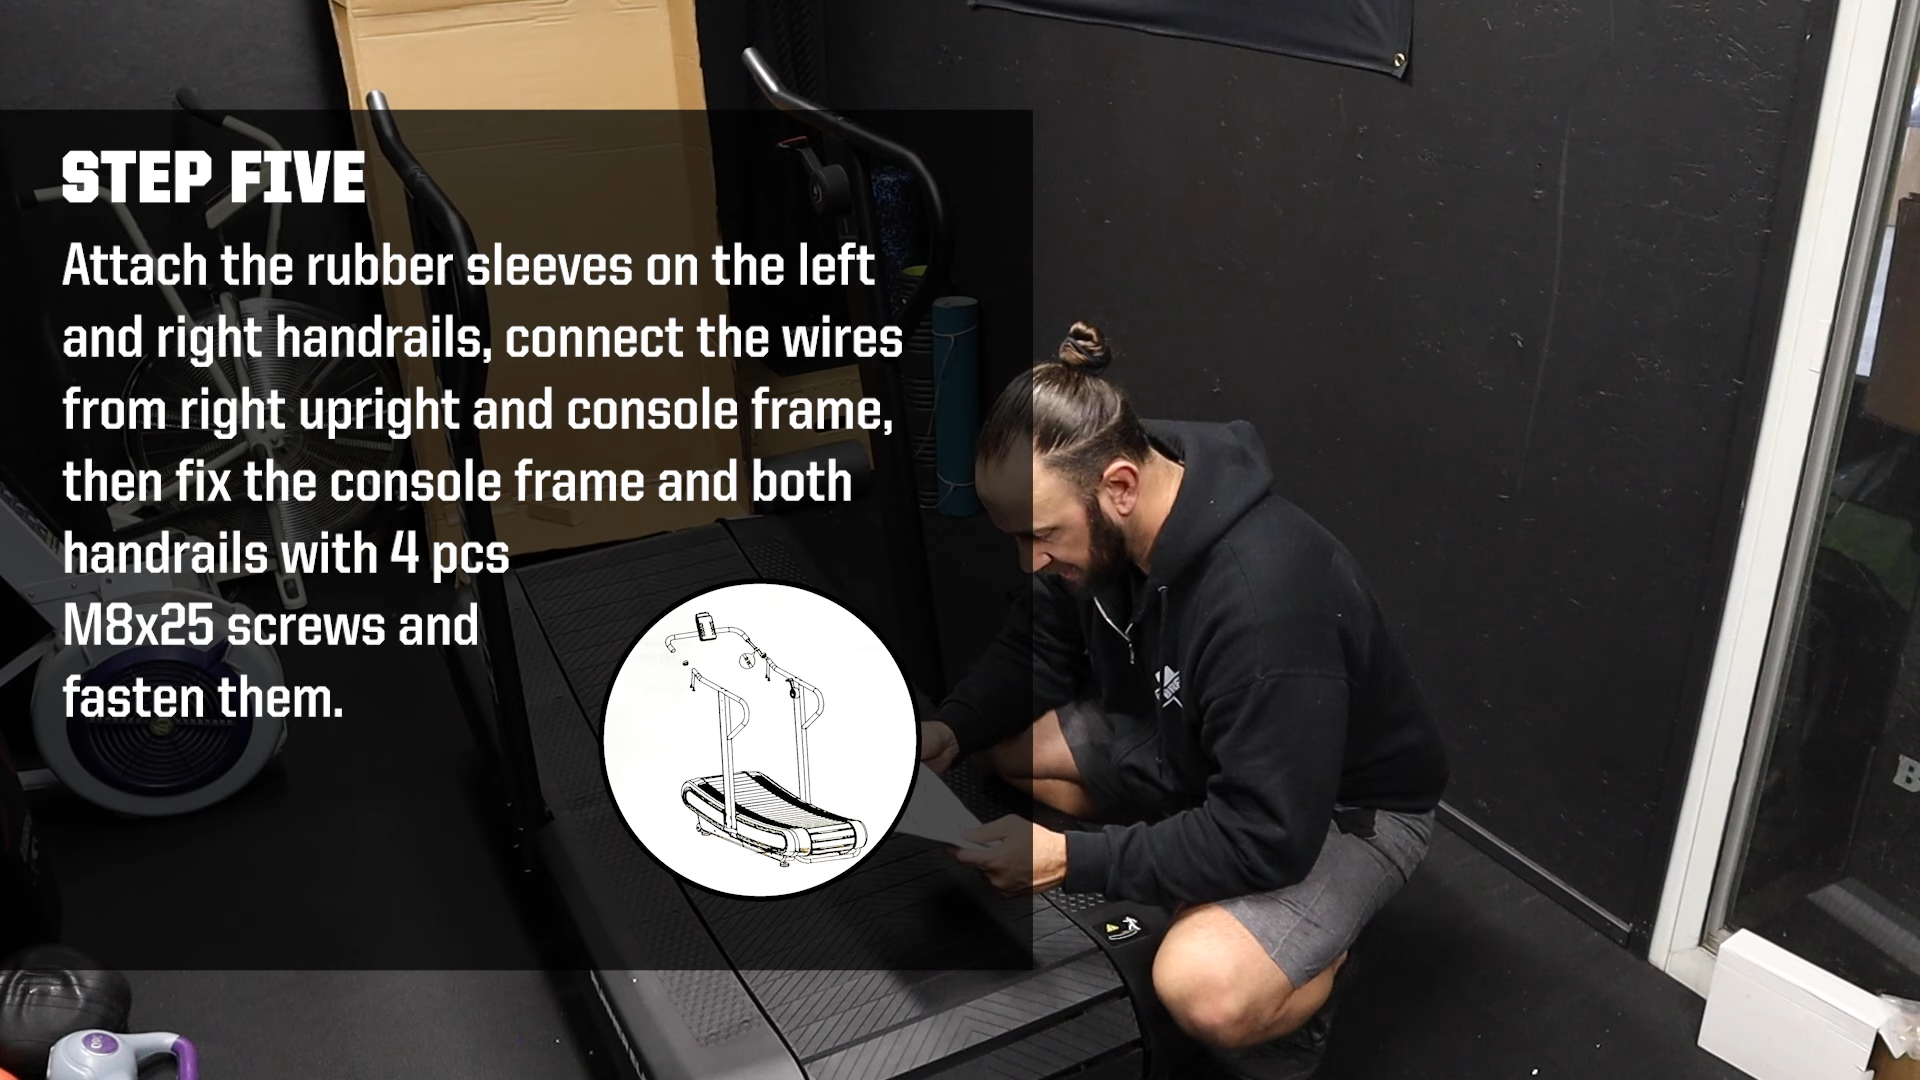 STEP FIVE
Attach the rubber sleeves on the left
and right handrails, connect the wires
from right upright and console frame,
then fix the console frame and both
handrails with 4 pcs
M8x25 screws and
fasten them.